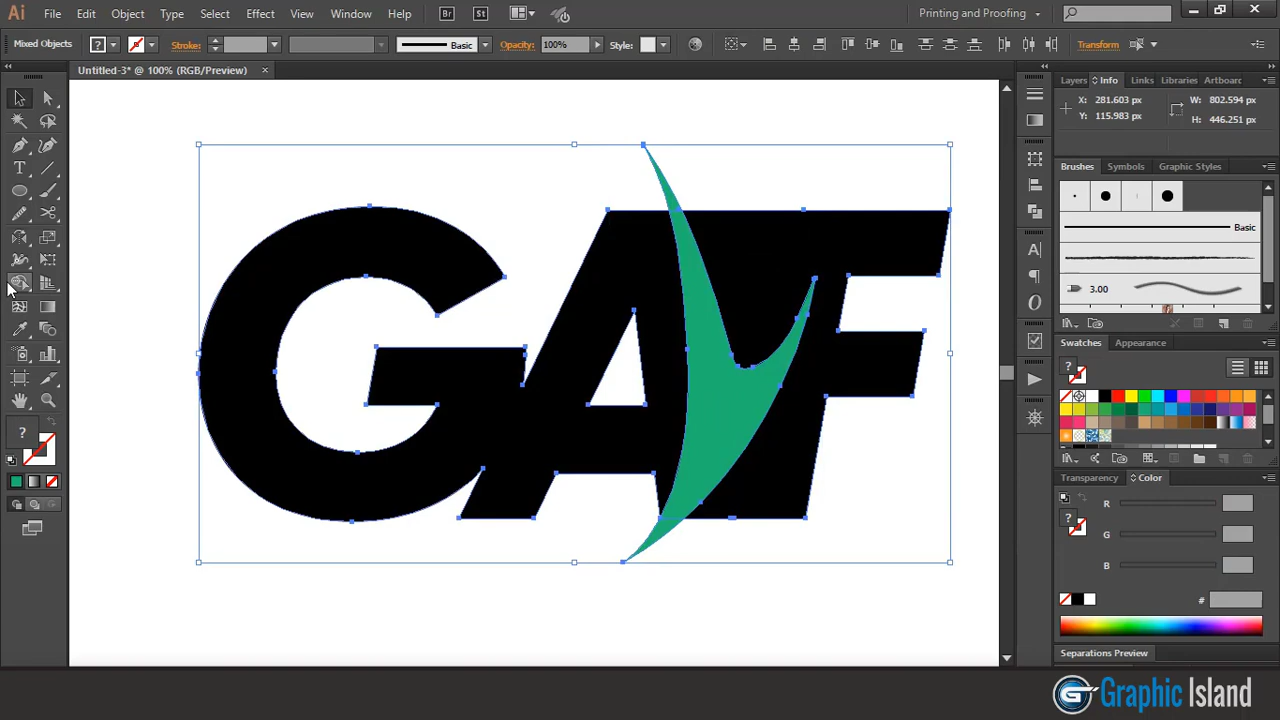 Ai File Edit Object Type Select Effect View Window Help Br St Printing and Proofing
Mixed Objects ? Stroke: Basic Opacity: 100% Style: Transform
Untitled-3* @ 100% (RGB/Preview) ×
Layers Info Links Libraries Artboar
X: 281.603 px W: 802.594 px
Y: 115.983 px H: 446.251 px
Brushes Symbols Graphic Styles
Basic
3.00
Swatches Appearance
?
Transparency Color
? R
G
B
#
Separations Preview
T
?
A
O
GAF
G Graphic Island